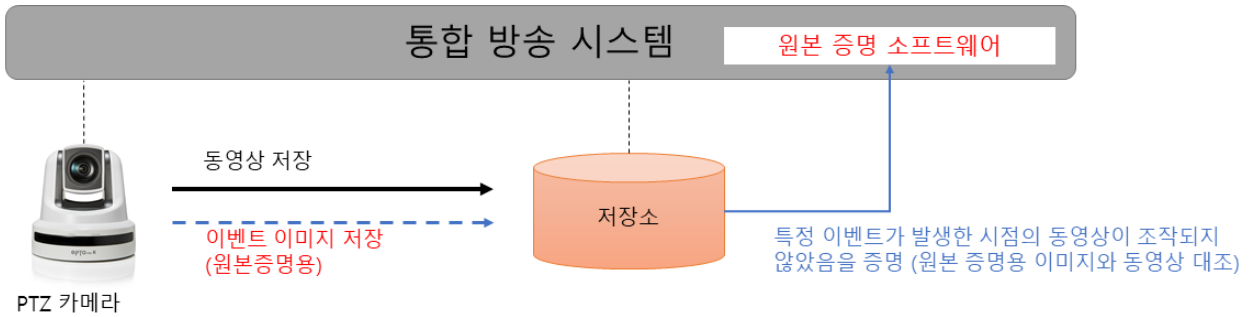 통합 방송 시스템
원본 증명 소프트웨어
동영상 저장
이벤트 이미지 저장
(원본증명용)
저장소
특정 이벤트가 발생한 시점의 동영상이 조작되지
않았음을 증명 (원본 증명용 이미지와 동영상 대조)
PTZ 카메라